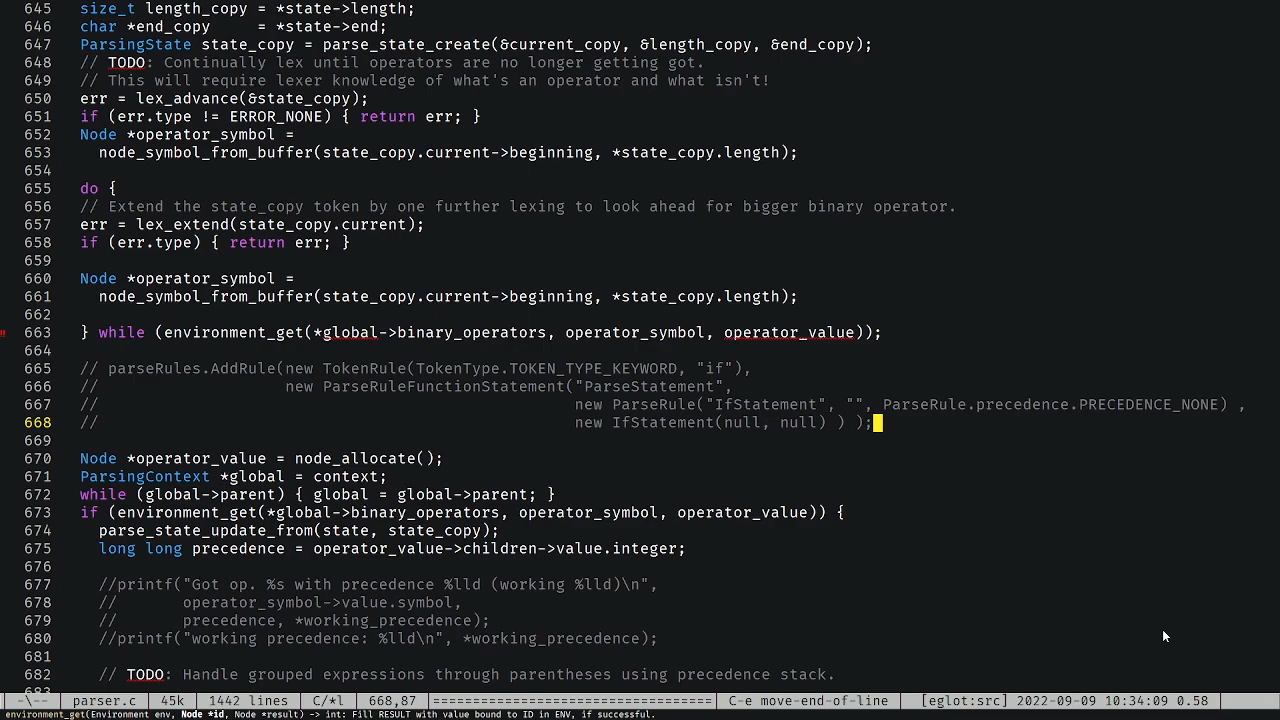 645 size_t length_copy = *state->length;
646 char *end_copy     = *state->end;
647 ParsingState state_copy = parse_state_create(&current_copy, &length_copy, &end_copy);
648 // TODO: Continually lex until operators are no longer getting got.
649 // This will require lexer knowledge of what's an operator and what isn't!
650 err = lex_advance(&state_copy);
651 if (err.type != ERROR_NONE) { return err; }
652 Node *operator_symbol =
653   node_symbol_from_buffer(state_copy.current->beginning, *state_copy.length);
654
655 do {
656 // Extend the state_copy token by one further lexing to look ahead for bigger binary operator.
657 err = lex_extend(state_copy.current);
658 if (err.type) { return err; }
659
660 Node *operator_symbol =
661   node_symbol_from_buffer(state_copy.current->beginning, *state_copy.length);
662
663 } while (environment_get(*global->binary_operators, operator_symbol, operator_value));
664
665 // parseRules.AddRule(new TokenRule(TokenType.TOKEN_TYPE_KEYWORD, "if"),
666 //                    new ParseRuleFunctionStatement("ParseStatement",
667 //                                                   new ParseRule("IfStatement", "", ParseRule.precedence.PRECEDENCE_NONE) ,
668 //                                                   new IfStatement(null, null) ) );
669
670 Node *operator_value = node_allocate();
671 ParsingContext *global = context;
672 while (global->parent) { global = global->parent; }
673 if (environment_get(*global->binary_operators, operator_symbol, operator_value)) {
674   parse_state_update_from(state, state_copy);
675   long long precedence = operator_value->children->value.integer;
676
677   //printf("Got op. %s with precedence %lld (working %lld)\n",
678   //       operator_symbol->value.symbol,
679   //       precedence, *working_precedence);
680   //printf("working precedence: %lld\n", *working_precedence);
681
682   // TODO: Handle grouped expressions through parentheses using precedence stack.
683
-\-- parser.c 45k 1442 lines C/*l 668,87 =============================== C-e move-end-of-line [eglot:src] 2022-09-09 10:34:09 0.58
environment_get(Environment env, Node *id, Node *result) -> int: Fill RESULT with value bound to ID in ENV, if successful.